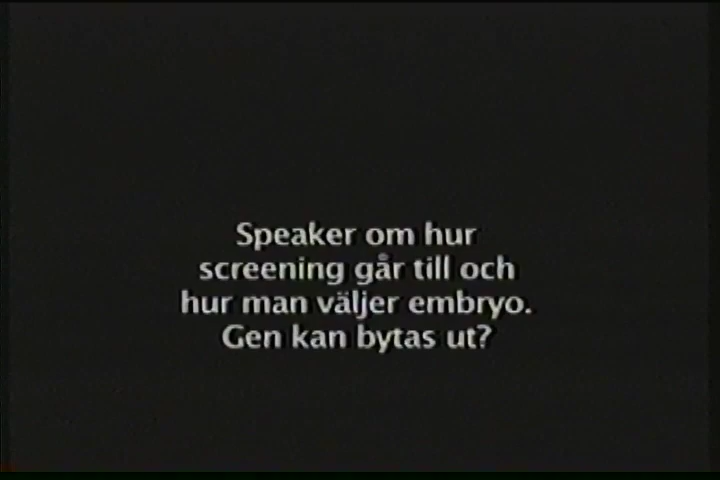 Speaker om hur
screening går till och
hur man väljer embryo.
Gen kan bytas ut?